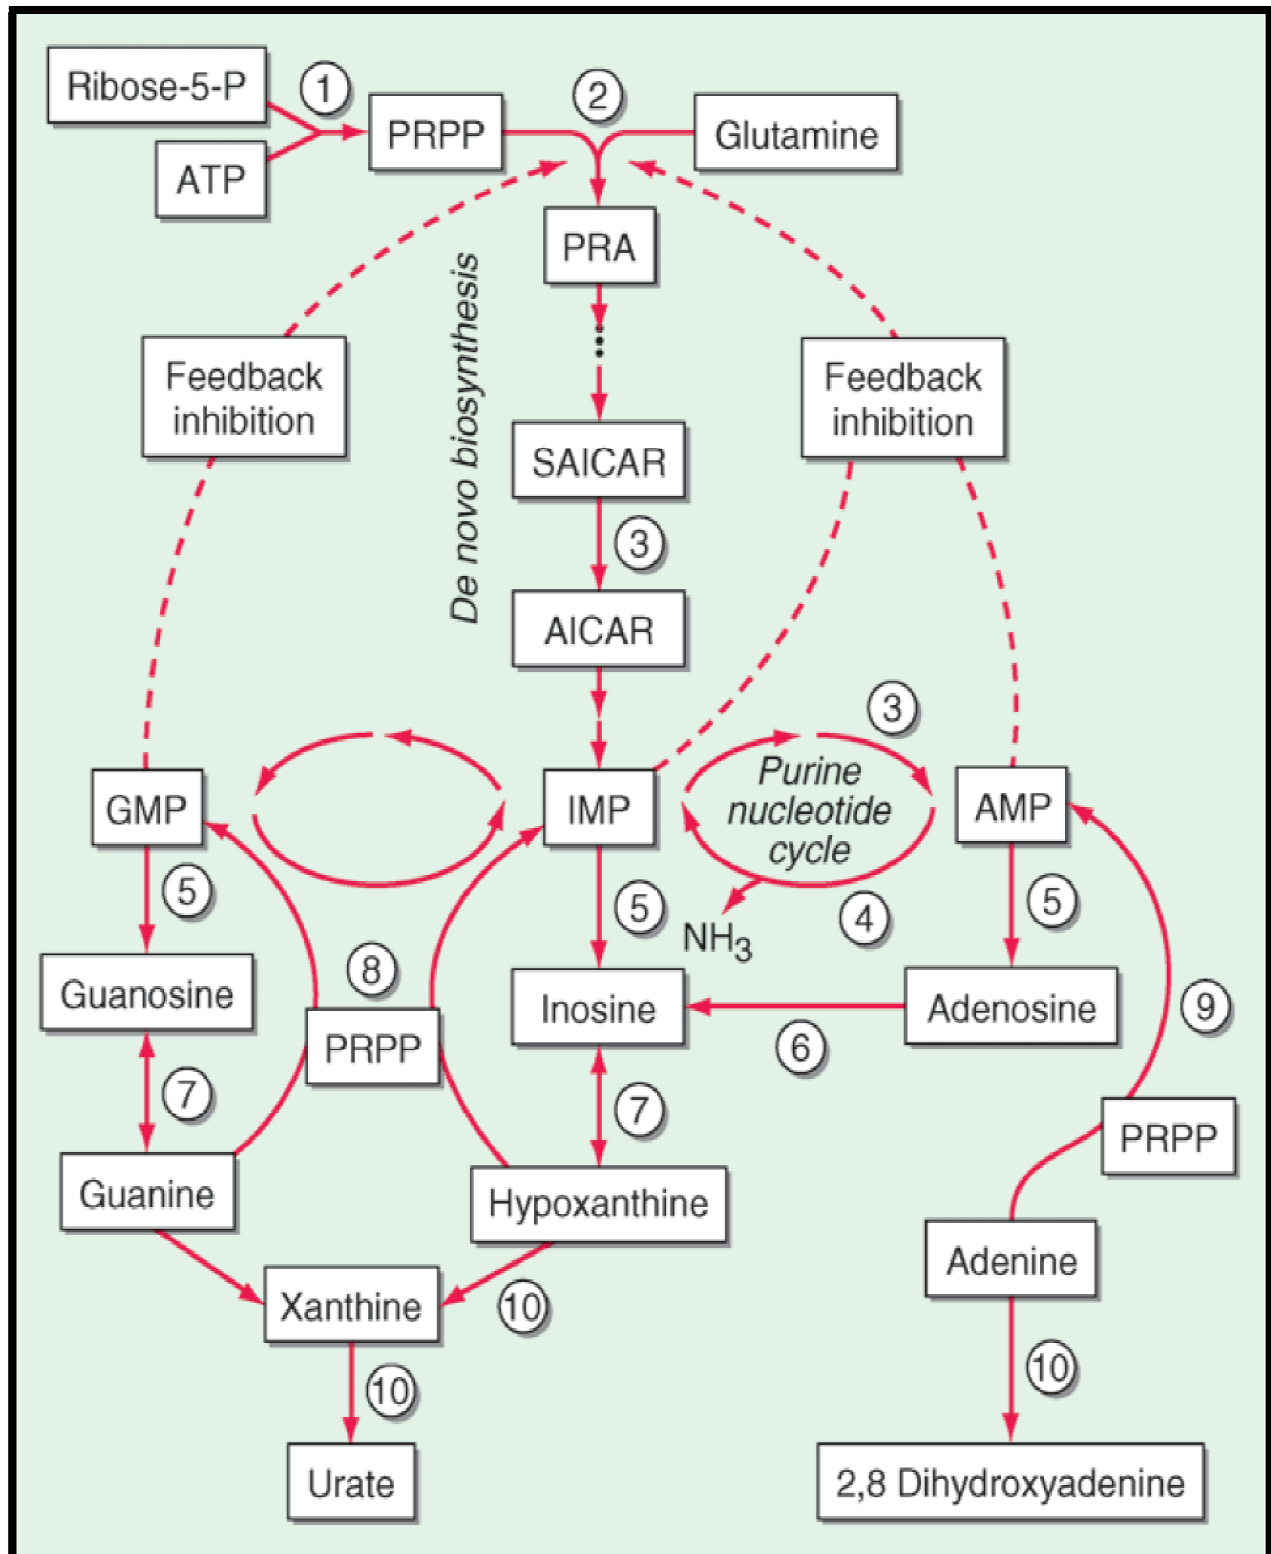 Ribose-5-P
1
2
PRPP
Glutamine
ATP
PRA
De novo biosynthesis
Feedback
inhibition
Feedback
inhibition
SAICAR
3
AICAR
3
Purine
nucleotide
cycle
GMP
IMP
AMP
5
5
5
4
NH3
8
Guanosine
Inosine
Adenosine
9
PRPP
6
7
7
PRPP
Guanine
Hypoxanthine
Adenine
Xanthine
10
10
10
Urate
2,8 Dihydroxyadenine